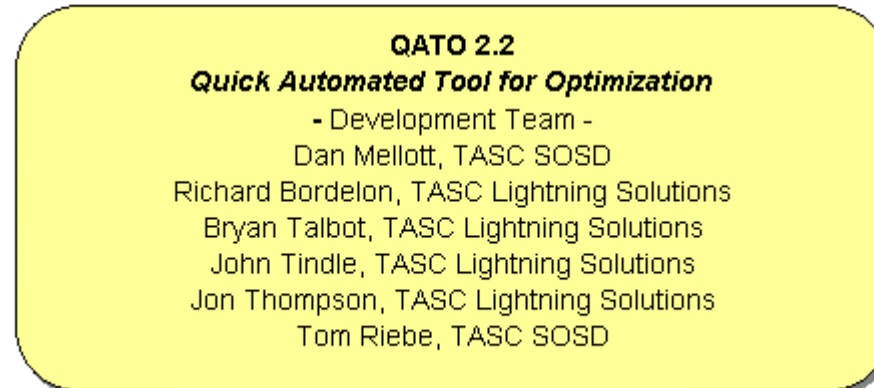 QATO 2.2
Quick Automated Tool for Optimization
- Development Team -
Dan Mellott, TASC SOSD
Richard Bordelon, TASC Lightning Solutions
Bryan Talbot, TASC Lightning Solutions
John Tindle, TASC Lightning Solutions
Jon Thompson, TASC Lightning Solutions
Tom Riebe, TASC SOSD